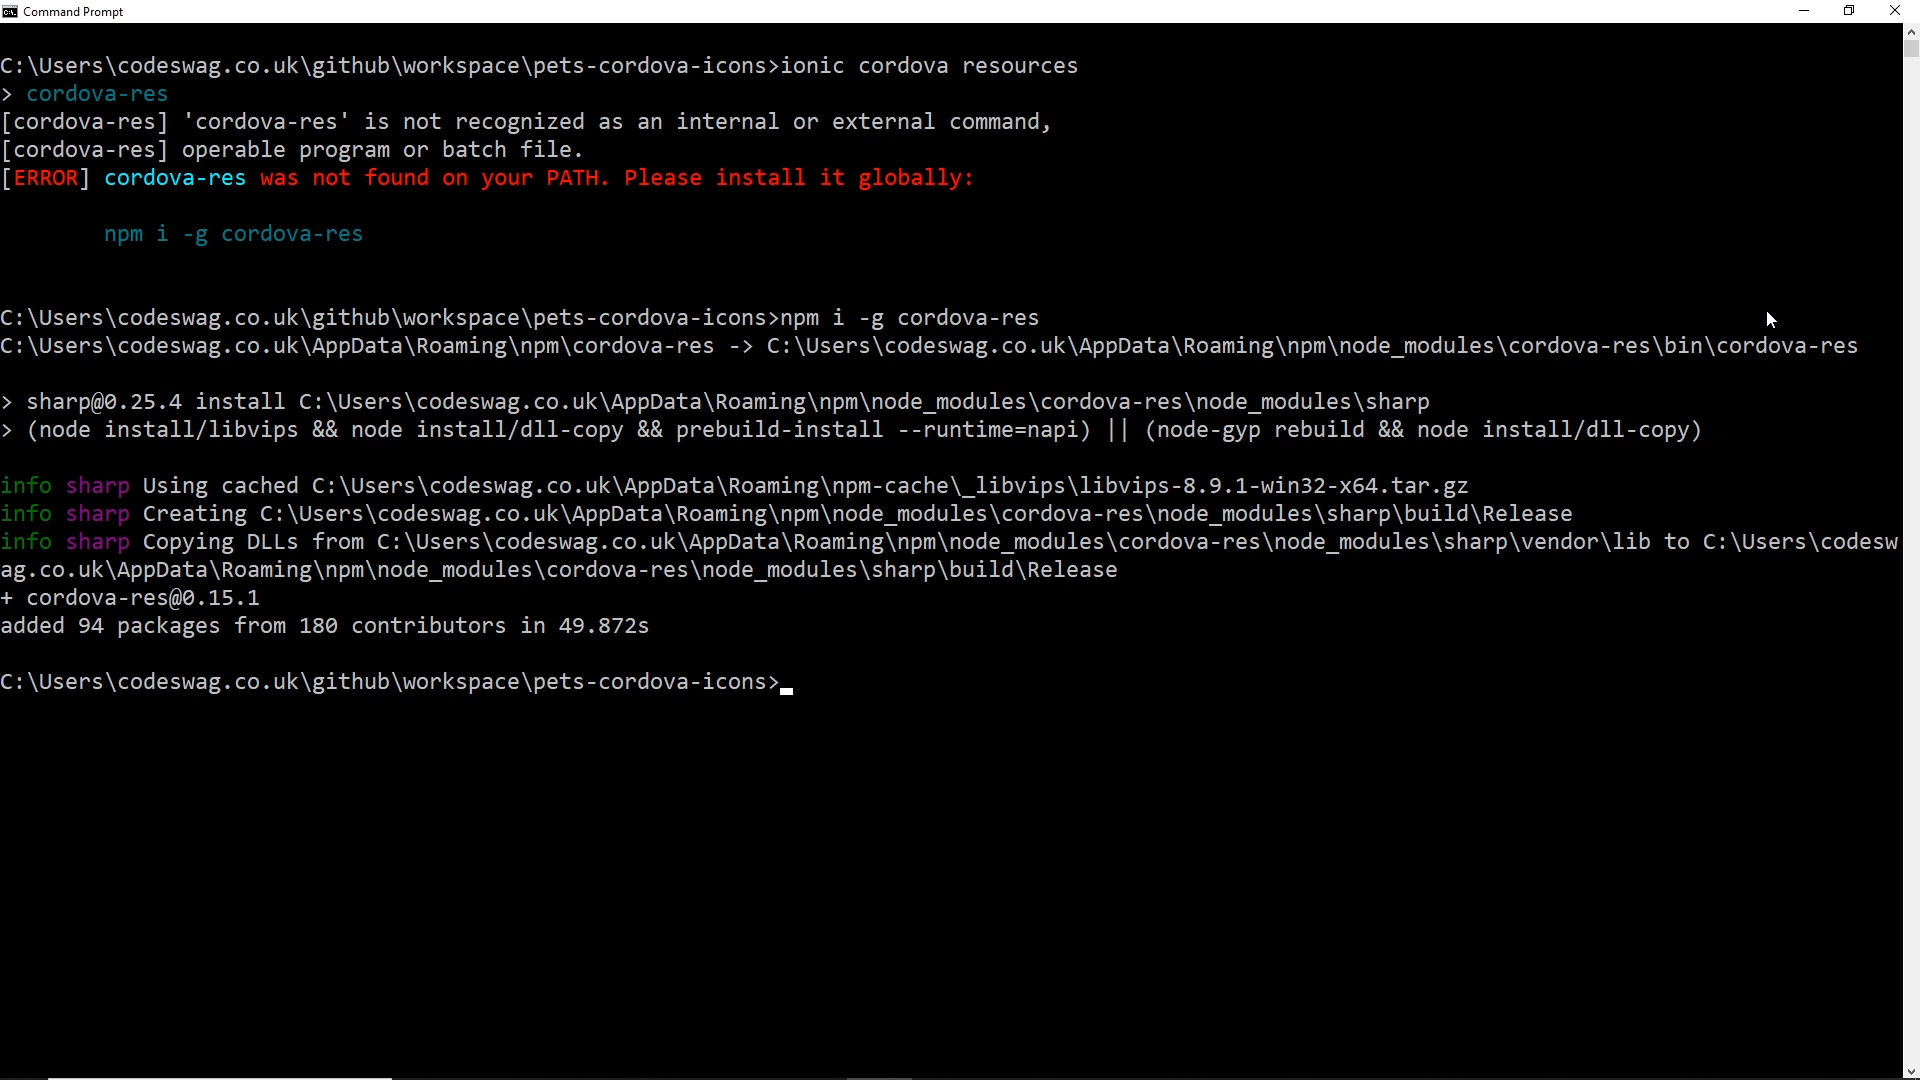 Command Prompt
C:\Users\codeswag.co.uk\github\workspace\pets-cordova-icons>ionic cordova resources
> cordova-res
[cordova-res] 'cordova-res' is not recognized as an internal or external command,
[cordova-res] operable program or batch file.
[ERROR] cordova-res was not found on your PATH. Please install it globally:
npm i -g cordova-res
C:\Users\codeswag.co.uk\github\workspace\pets-cordova-icons>npm i -g cordova-res
C:\Users\codeswag.co.uk\AppData\Roaming\npm\cordova-res -> C:\Users\codeswag.co.uk\AppData\Roaming\npm\node_modules\cordova-res\bin\cordova-res
> sharp@0.25.4 install C:\Users\codeswag.co.uk\AppData\Roaming\npm\node_modules\cordova-res\node_modules\sharp
> (node install/libvips && node install/dll-copy && prebuild-install --runtime=napi) || (node-gyp rebuild && node install/dll-copy)
info sharp Using cached C:\Users\codeswag.co.uk\AppData\Roaming\npm-cache\_libvips\libvips-8.9.1-win32-x64.tar.gz
info sharp Creating C:\Users\codeswag.co.uk\AppData\Roaming\npm\node_modules\cordova-res\node_modules\sharp\build\Release
info sharp Copying DLLs from C:\Users\codeswag.co.uk\AppData\Roaming\npm\node_modules\cordova-res\node_modules\sharp\vendor\lib to C:\Users\codesw
ag.co.uk\AppData\Roaming\npm\node_modules\cordova-res\node_modules\sharp\build\Release
+ cordova-res@0.15.1
added 94 packages from 180 contributors in 49.872s
C:\Users\codeswag.co.uk\github\workspace\pets-cordova-icons>